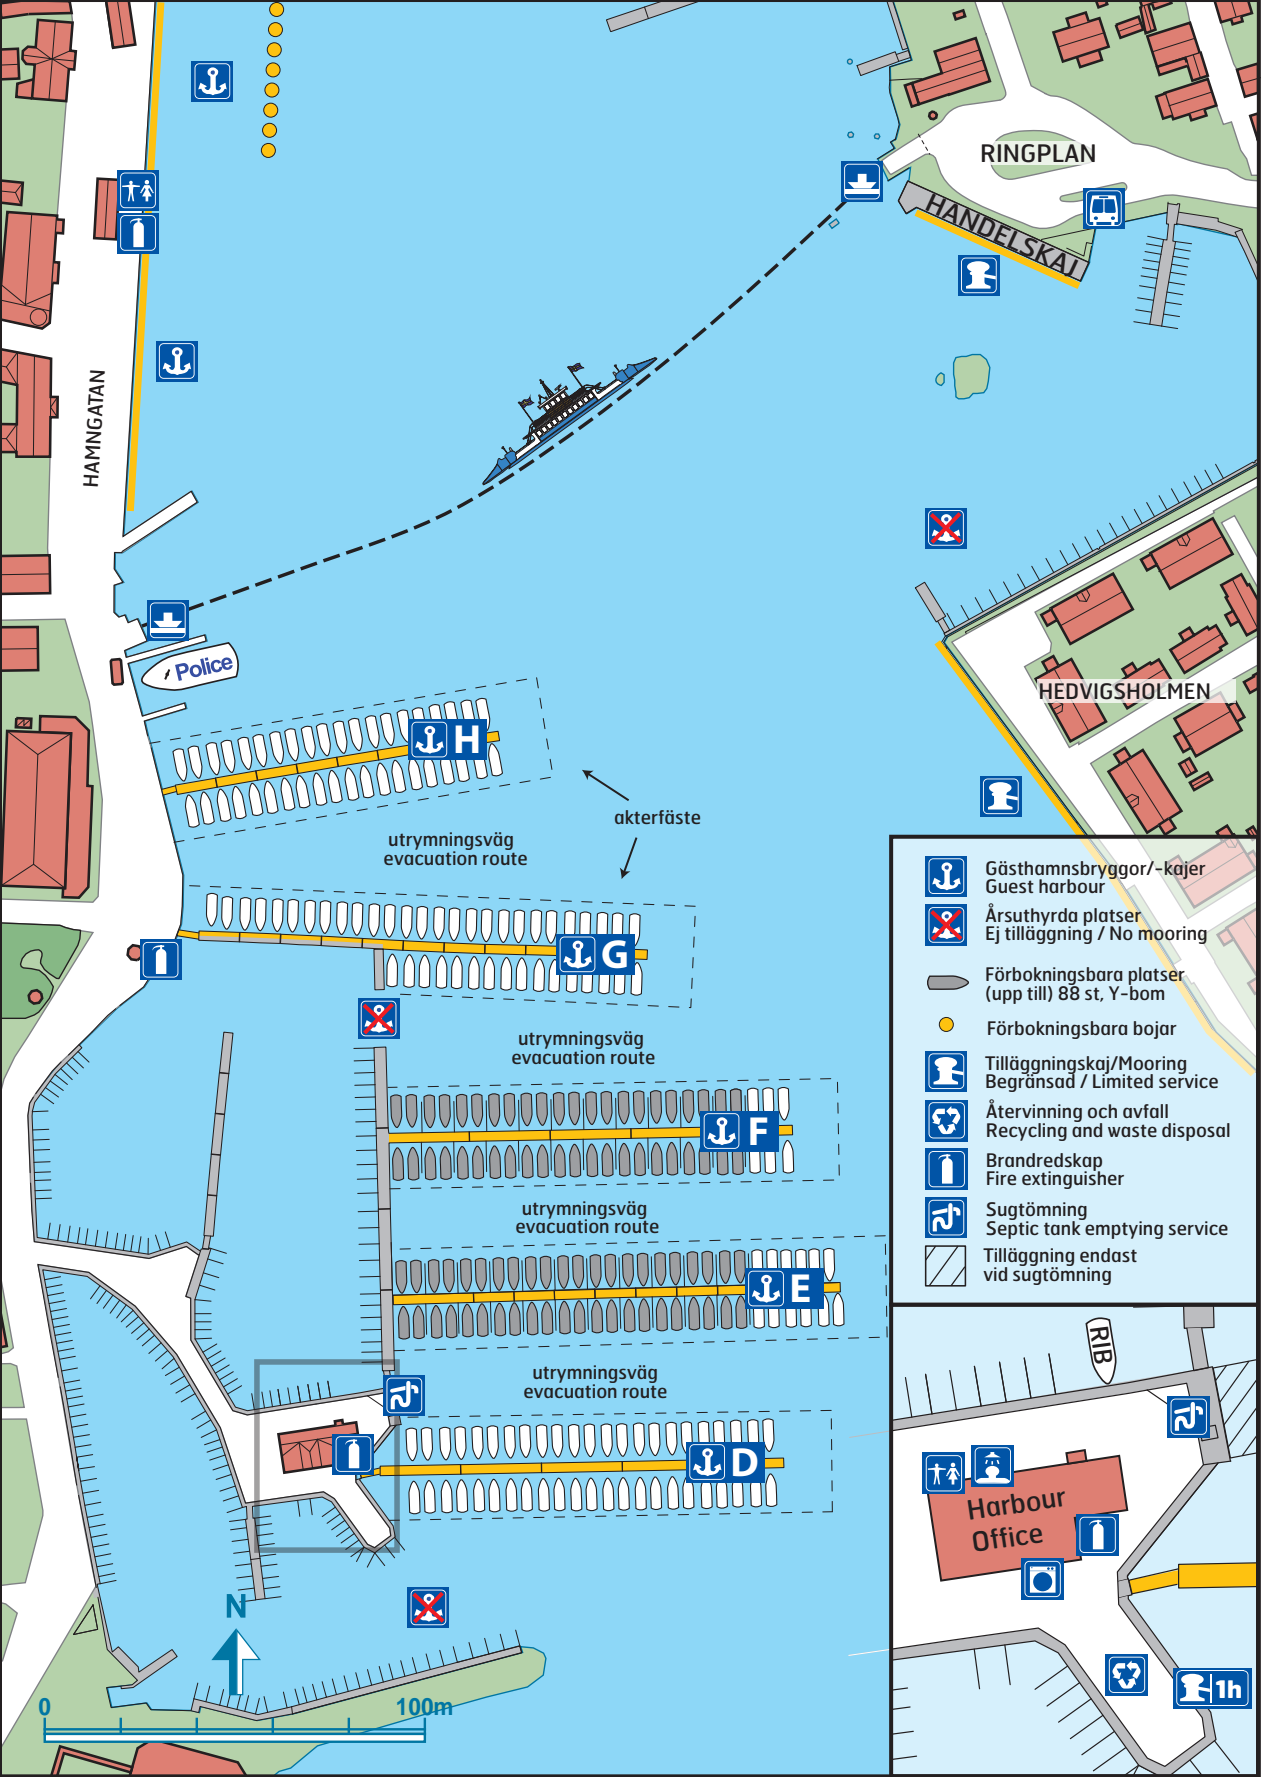 RINGPLAN
HANDELSKAJ
HAMNGATAN
Police
HEDVIGSHOLMEN
H
akterfäste
utrymningsväg
evacuation route
G
utrymningsväg
evacuation route
F
utrymningsväg
evacuation route
E
utrymningsväg
evacuation route
D
N
0
100m
Gästhamnsbryggor/-kajer
Guest harbour
Årsuthyrda platser
Ej tilläggning / No mooring
Förbokningsbara platser
(upp till) 88 st, Y-bom
Förbokningsbara bojar
Tilläggningskaj/Mooring
Begränsad / Limited service
Återvinning och avfall
Recycling and waste disposal
Brandredskap
Fire extinguisher
Sugtömning
Septic tank emptying service
Tilläggning endast
vid sugtömning
RIB
Harbour
Office
1h